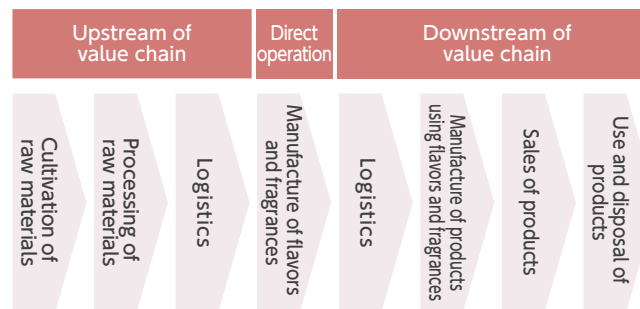 Upstream of
value chain
Direct
operation
Downstream of
value chain
Cultivation of
raw materials
Processing of
raw materials
Logistics
Manufacture of flavors
and fragrances
Logistics
Manufacture of products
using flavors and fragrances
Sales of products
Use and disposal of
products